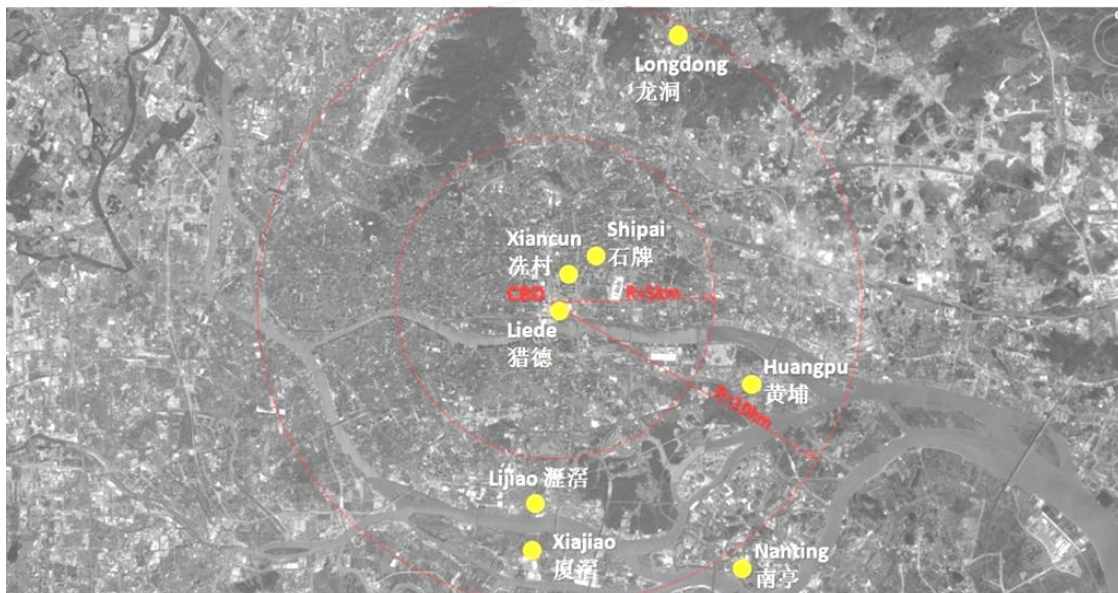 Longdong
龙洞
Shipai
石牌
Xiancun
冼村
CBD
R=5km
Liede
猎德
Huangpu
黄埔
R=10km
Lijiao 瀝滘
Xiajiao
廈滘
Nanting
南亭